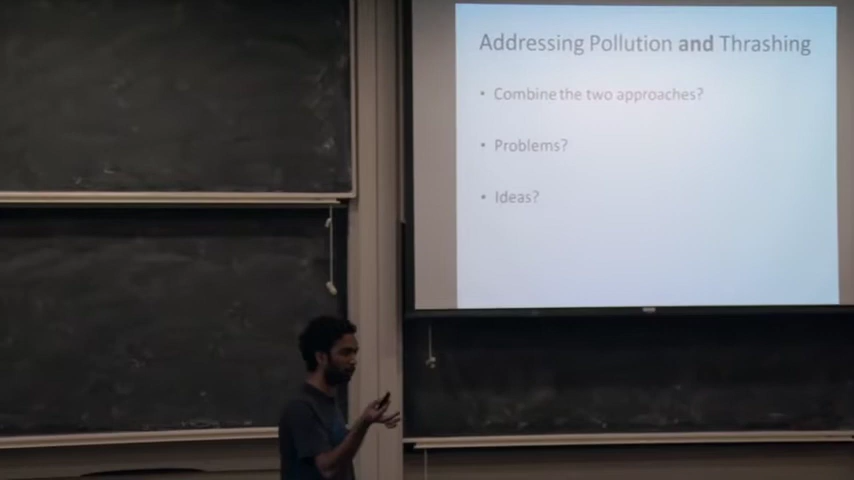 Addressing Pollution and Thrashing
• Combine the two approaches?
• Problems?
• Ideas?